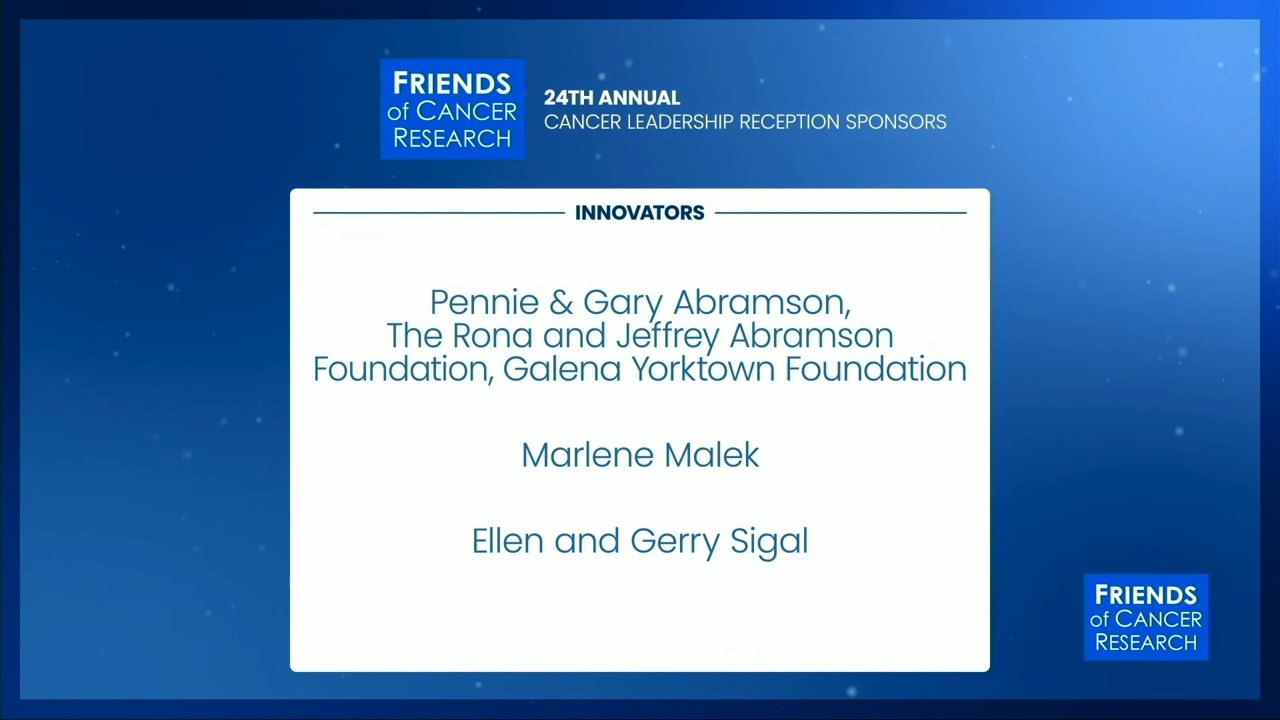 FRIENDS
of CANCER
RESEARCH
24TH ANNUAL
CANCER LEADERSHIP RECEPTION SPONSORS
INNOVATORS
Pennie & Gary Abramson,
The Rona and Jeffrey Abramson
Foundation, Galena Yorktown Foundation
Marlene Malek
Ellen and Gerry Sigal
FRIENDS
of CANCER
RESEARCH